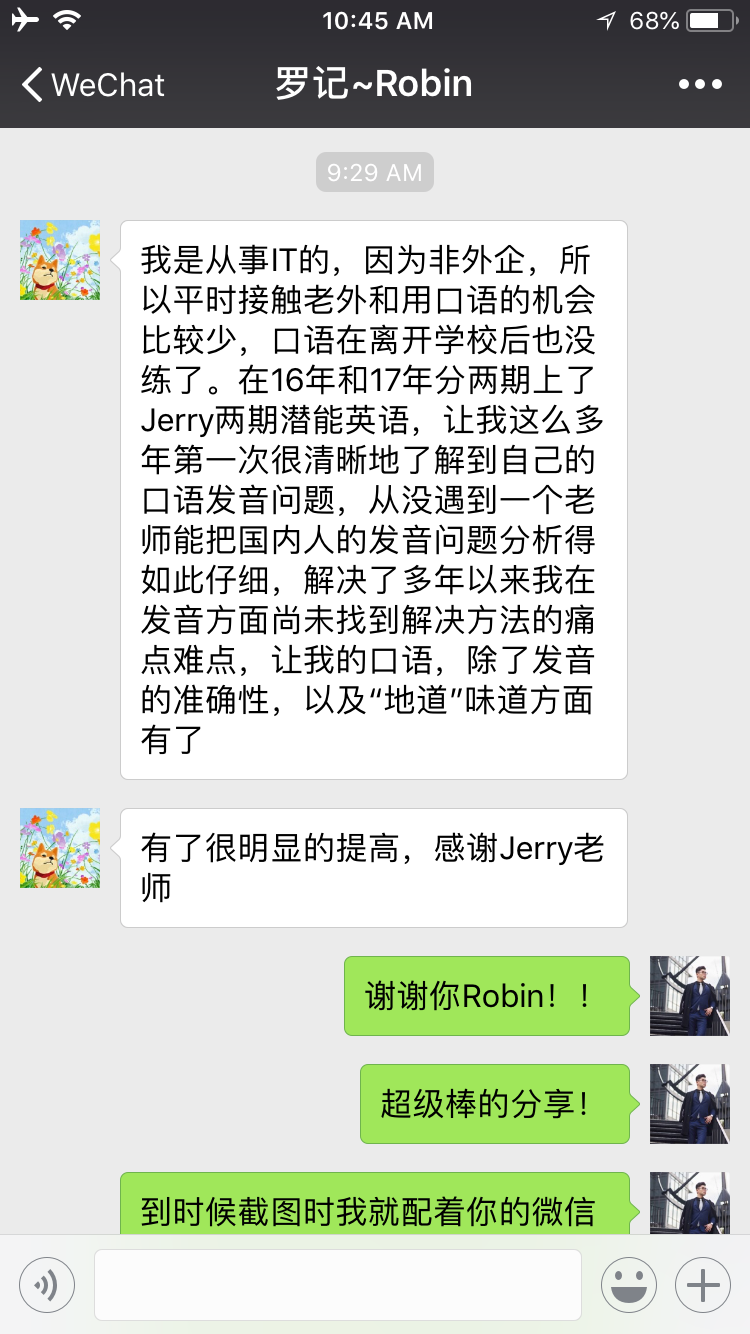 10:45 AM
68%
WeChat
罗记~Robin
9:29 AM
我是从事IT的，因为非外企，所
以平时接触老外和用口语的机会
比较少，口语在离开学校后也没
练了。在16年和17年分两期上了
Jerry两期潜能英语，让我这么多
年第一次很清晰地了解到自己的
口语发音问题，从没遇到一个老
师能把国内人的发音问题分析得
如此仔细，解决了多年以来我在
发音方面尚未找到解决方法的痛
点难点，让我的口语，除了发音
的准确性，以及“地道”味道方面
有了
有了很明显的提高，感谢Jerry老
师
谢谢你Robin！！
超级棒的分享！
到时候截图时我就配着你的微信